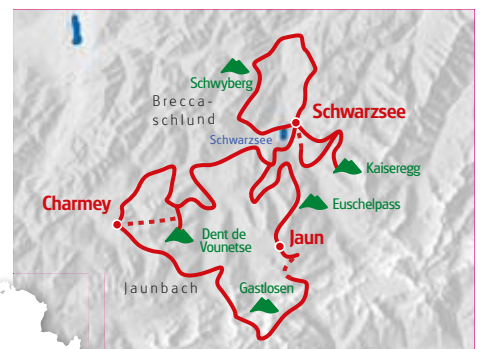 Schwyberg
Brecca-
schlund
Schwarzsee
Schwarzsee
Kaiseregg
Charmey
Euschelpass
Dent de
Vounetse
Jaun
Jaunbach
Gastlosen